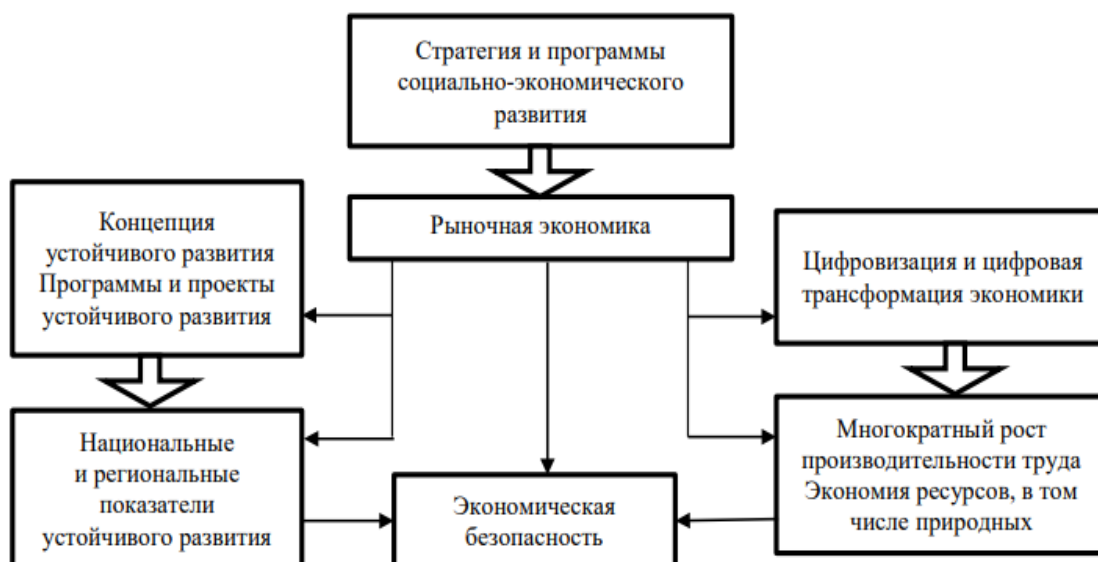 Стратегия и программы
социально-экономического
развития
Рыночная экономика
Концепция
устойчивого развития
Программы и проекты
устойчивого развития
Цифровизация и цифровая
трансформация экономики
Национальные
и региональные
показатели
устойчивого развития
Экономическая
безопасность
Многократный рост
производительности труда
Экономия ресурсов, в том
числе природных